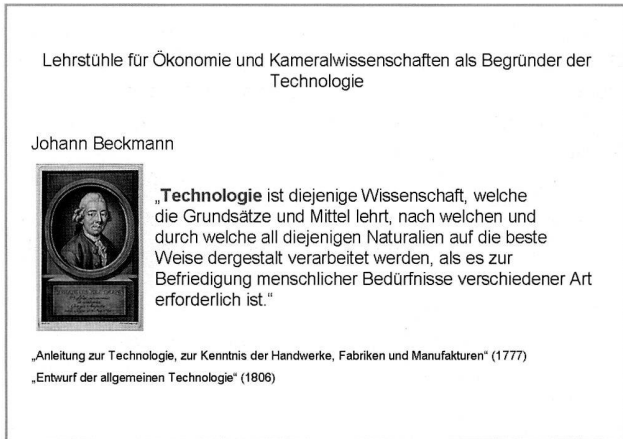 Lehrstühle für Ökonomie und Kameralwissenschaften als Begründer der
Technologie
Johann Beckmann
„Technologie ist diejenige Wissenschaft, welche
die Grundsätze und Mittel lehrt, nach welchen und
durch welche all diejenigen Naturalien auf die beste
Weise dergestalt verarbeitet werden, als es zur
Befriedigung menschlicher Bedürfnisse verschiedener Art
erforderlich ist.“
„Anleitung zur Technologie, zur Kenntnis der Handwerke, Fabriken und Manufakturen“ (1777)
„Entwurf der allgemeinen Technologie“ (1806)